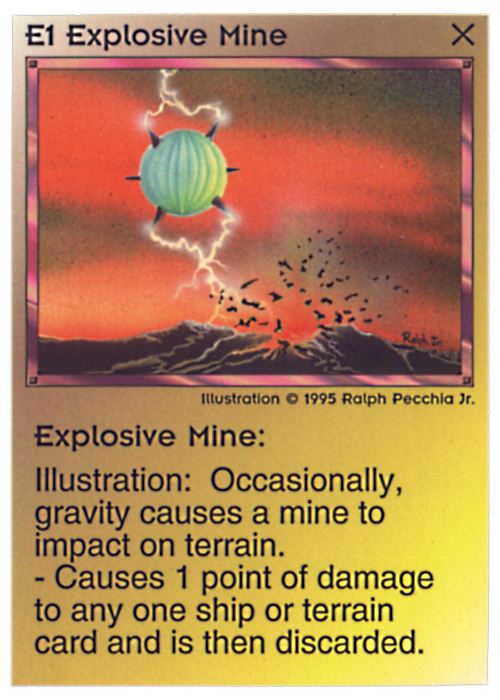 E1 Explosive Mine X
Ralph Jr.
Illustration © 1995 Ralph Pecchia Jr.
Explosive Mine:
Illustration: Occasionally,
gravity causes a mine to
impact on terrain.
- Causes 1 point of damage
to any one ship or terrain
card and is then discarded.